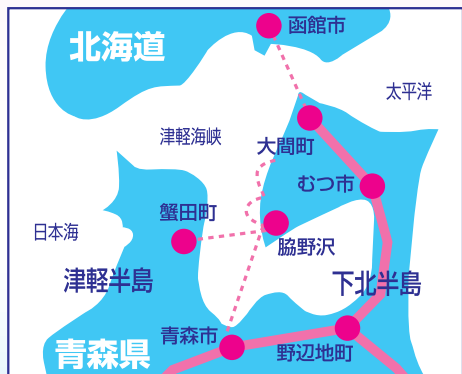 函館市
北海道
太平洋
津軽海峡
大間町
むつ市
蟹田町
日本海
脇野沢
津軽半島
下北半島
青森市
野辺地町
青森県